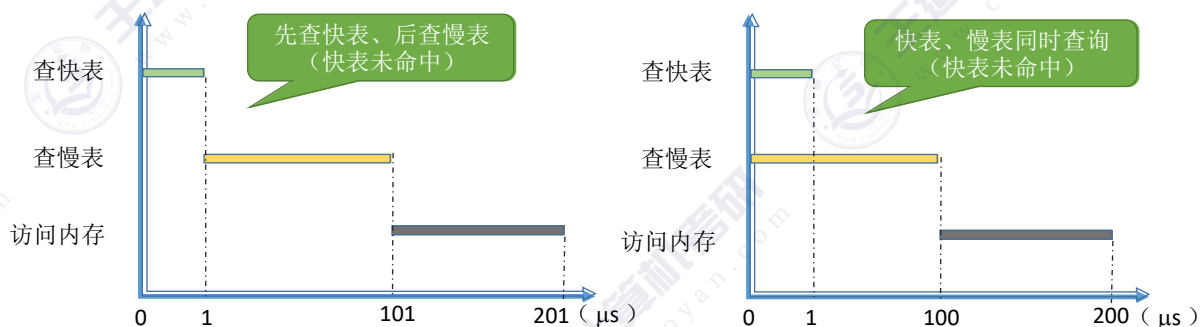 先查快表、后查慢表
（快表未命中）
查快表
查慢表
访问内存
0
1
101
201（ μs ）
快表、慢表同时查询
（快表未命中）
查快表
查慢表
访问内存
0
1
100
200（ μs ）